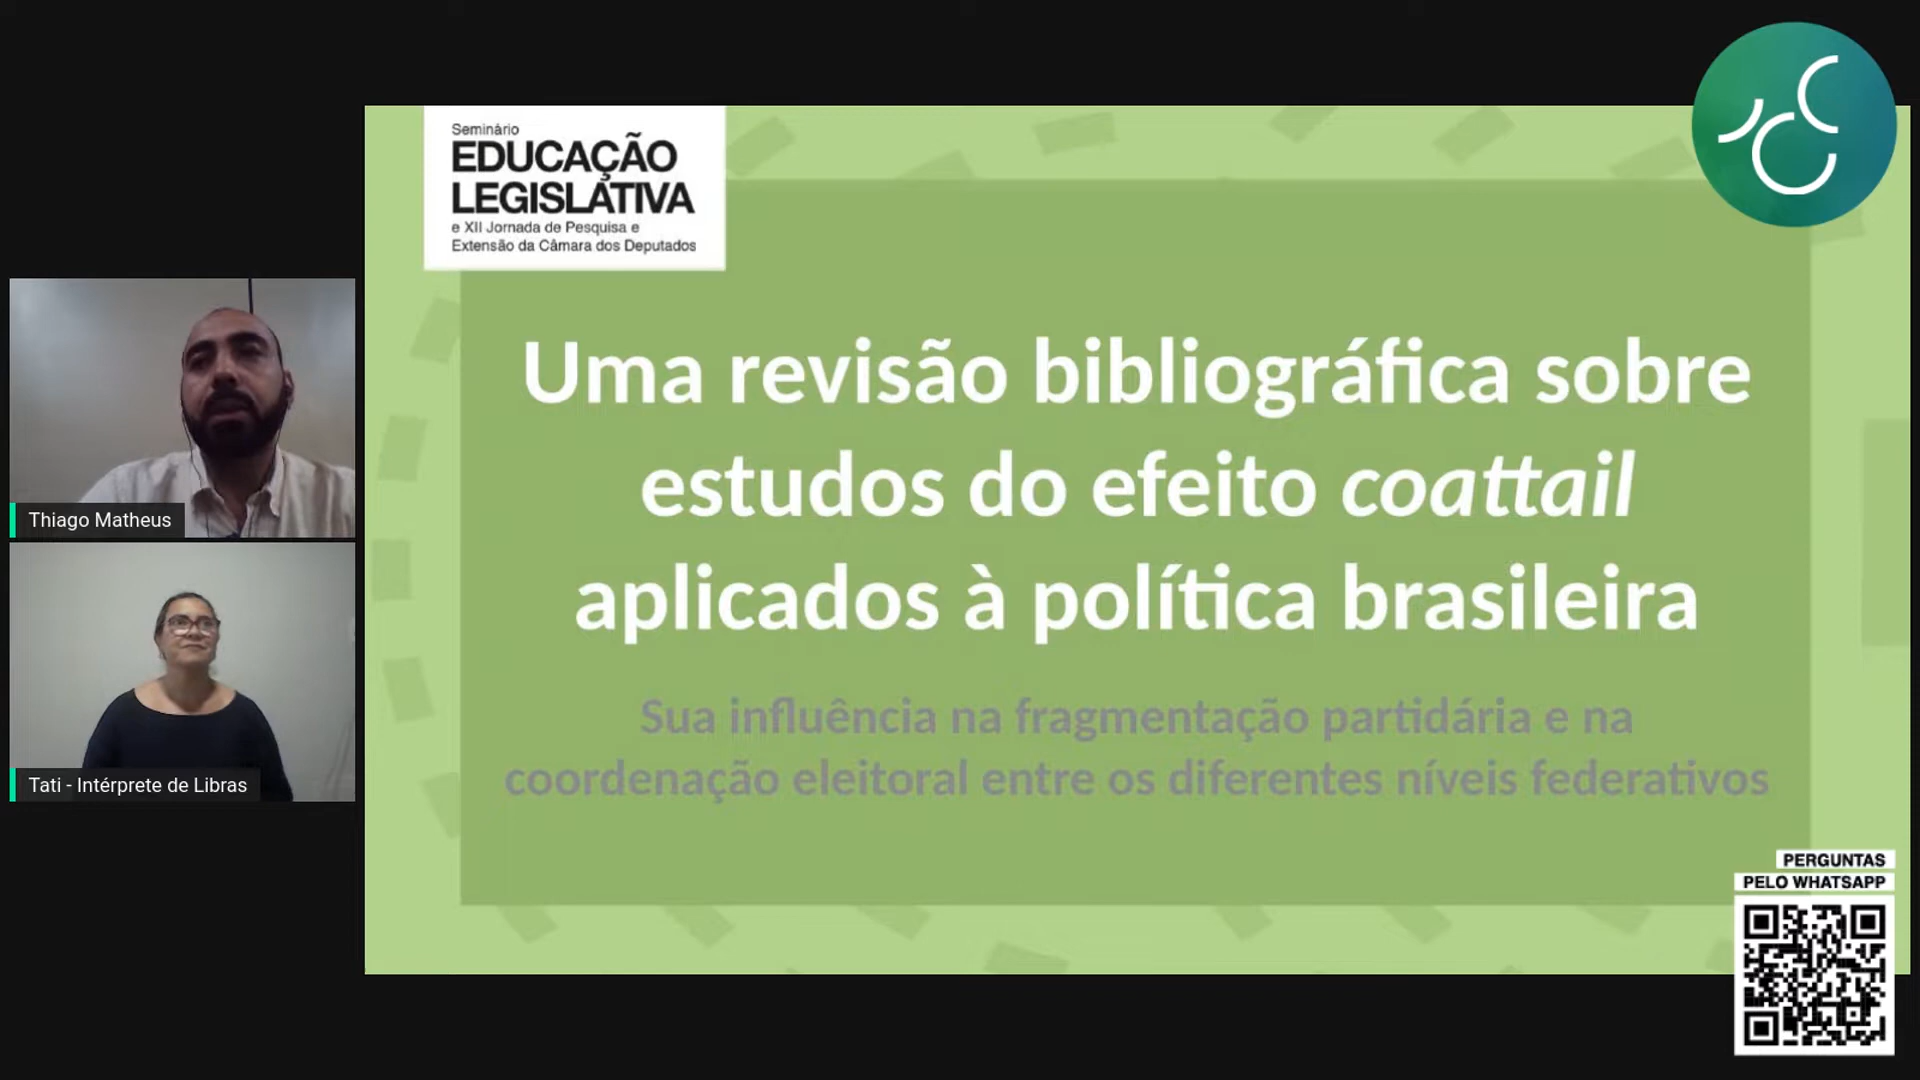 Seminário
EDUCAÇÃO
LEGISLATIVA
e XII Jornada de Pesquisa e
Extensão da Câmara dos Deputados
Uma revisão bibliográfica sobre
estudos do efeito coattail
aplicados à política brasileira
Sua influência na fragmentação partidária e na
coordenação eleitoral entre os diferentes níveis federativos
Thiago Matheus
Tati - Intérprete de Libras
PERGUNTAS
PELO WHATSAPP